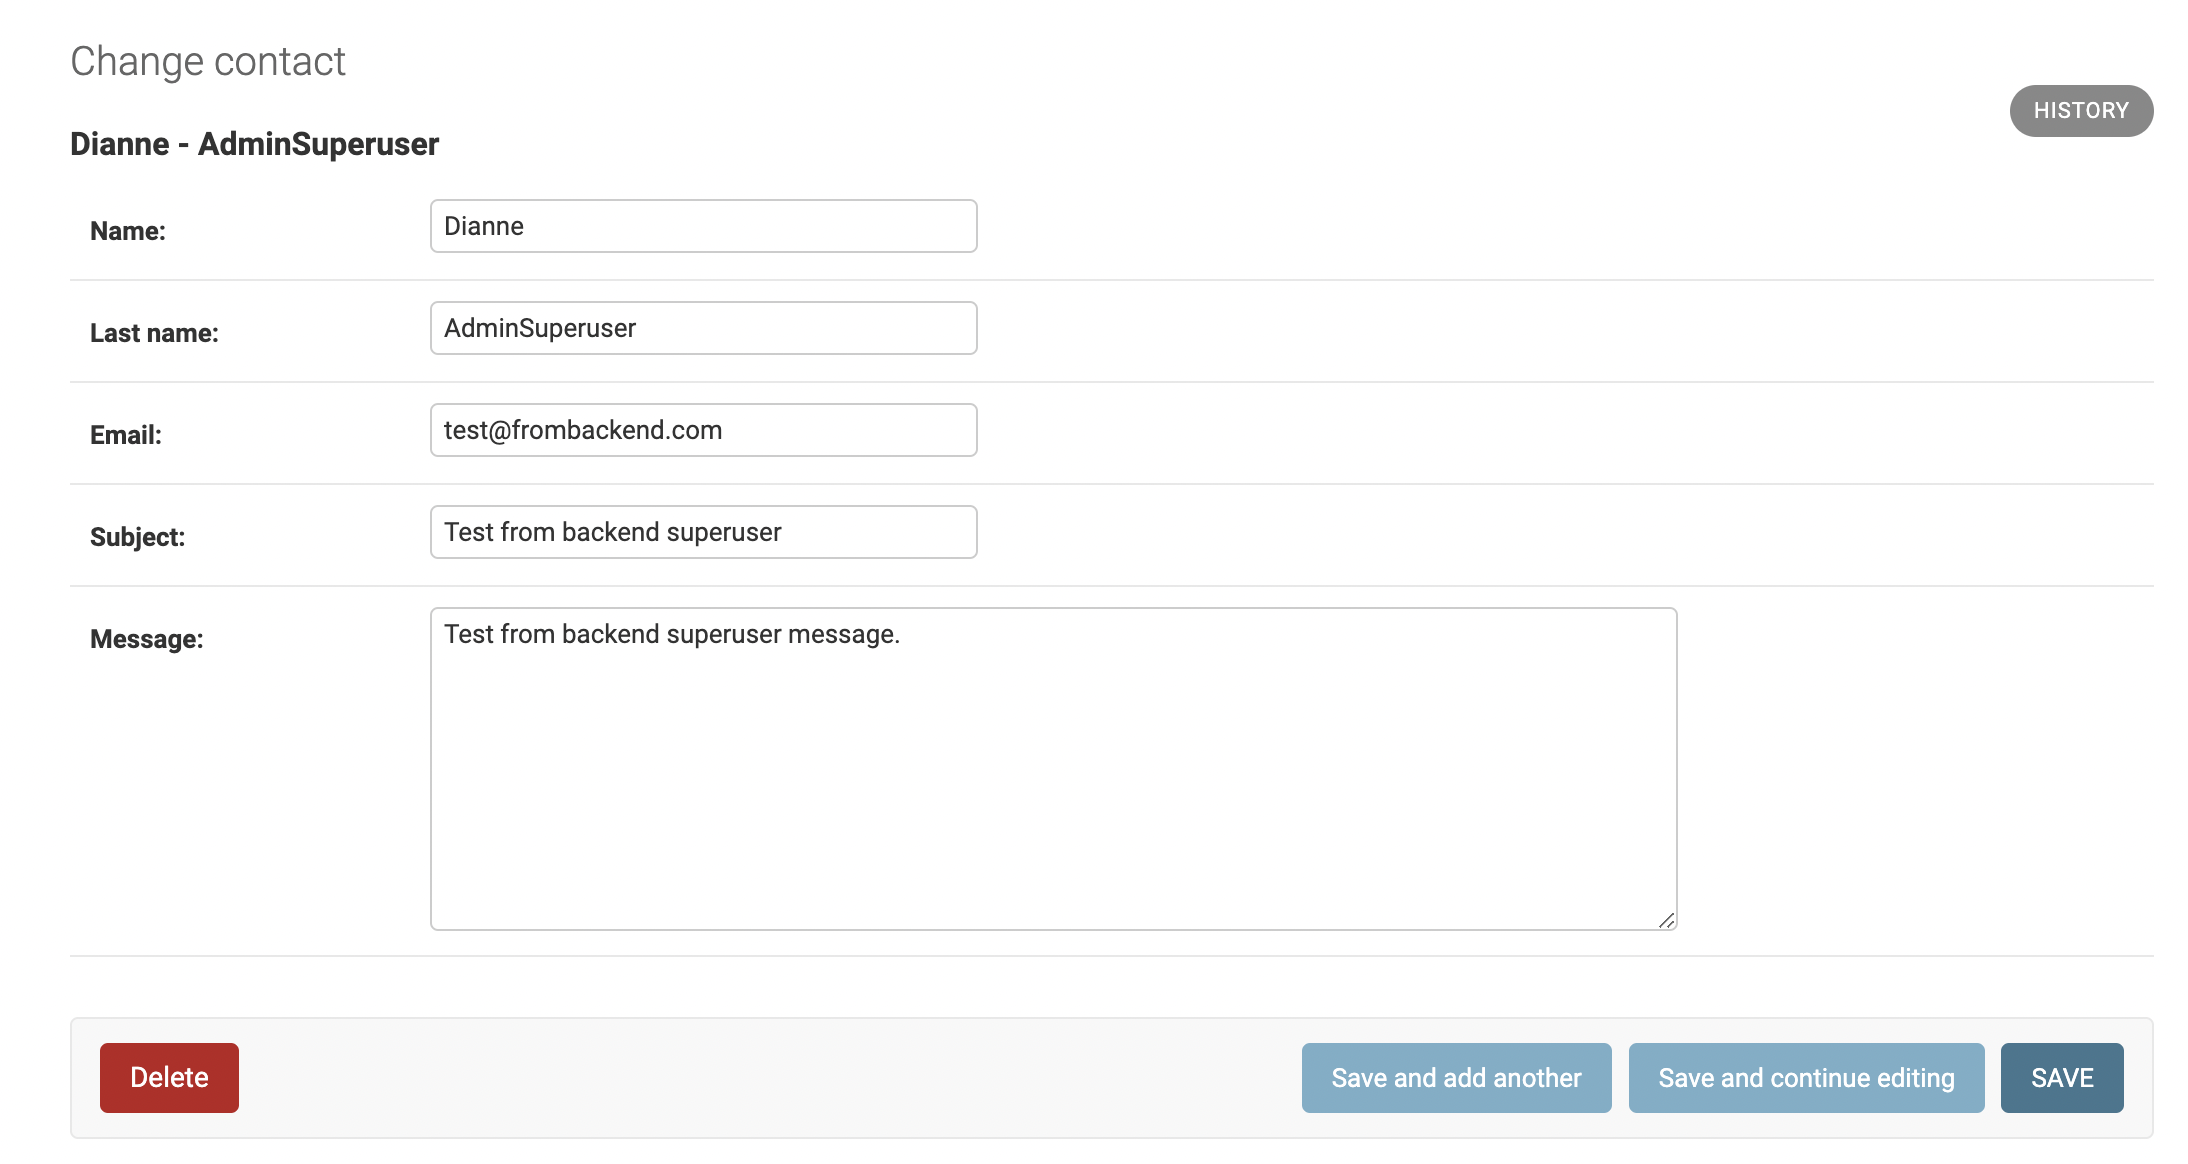 Change contact
HISTORY
Dianne - AdminSuperuser
Name:
Dianne
Last name:
AdminSuperuser
Email:
test@frombackend.com
Subject:
Test from backend superuser
Message:
Test from backend superuser message.
Delete
Save and add another
Save and continue editing
SAVE